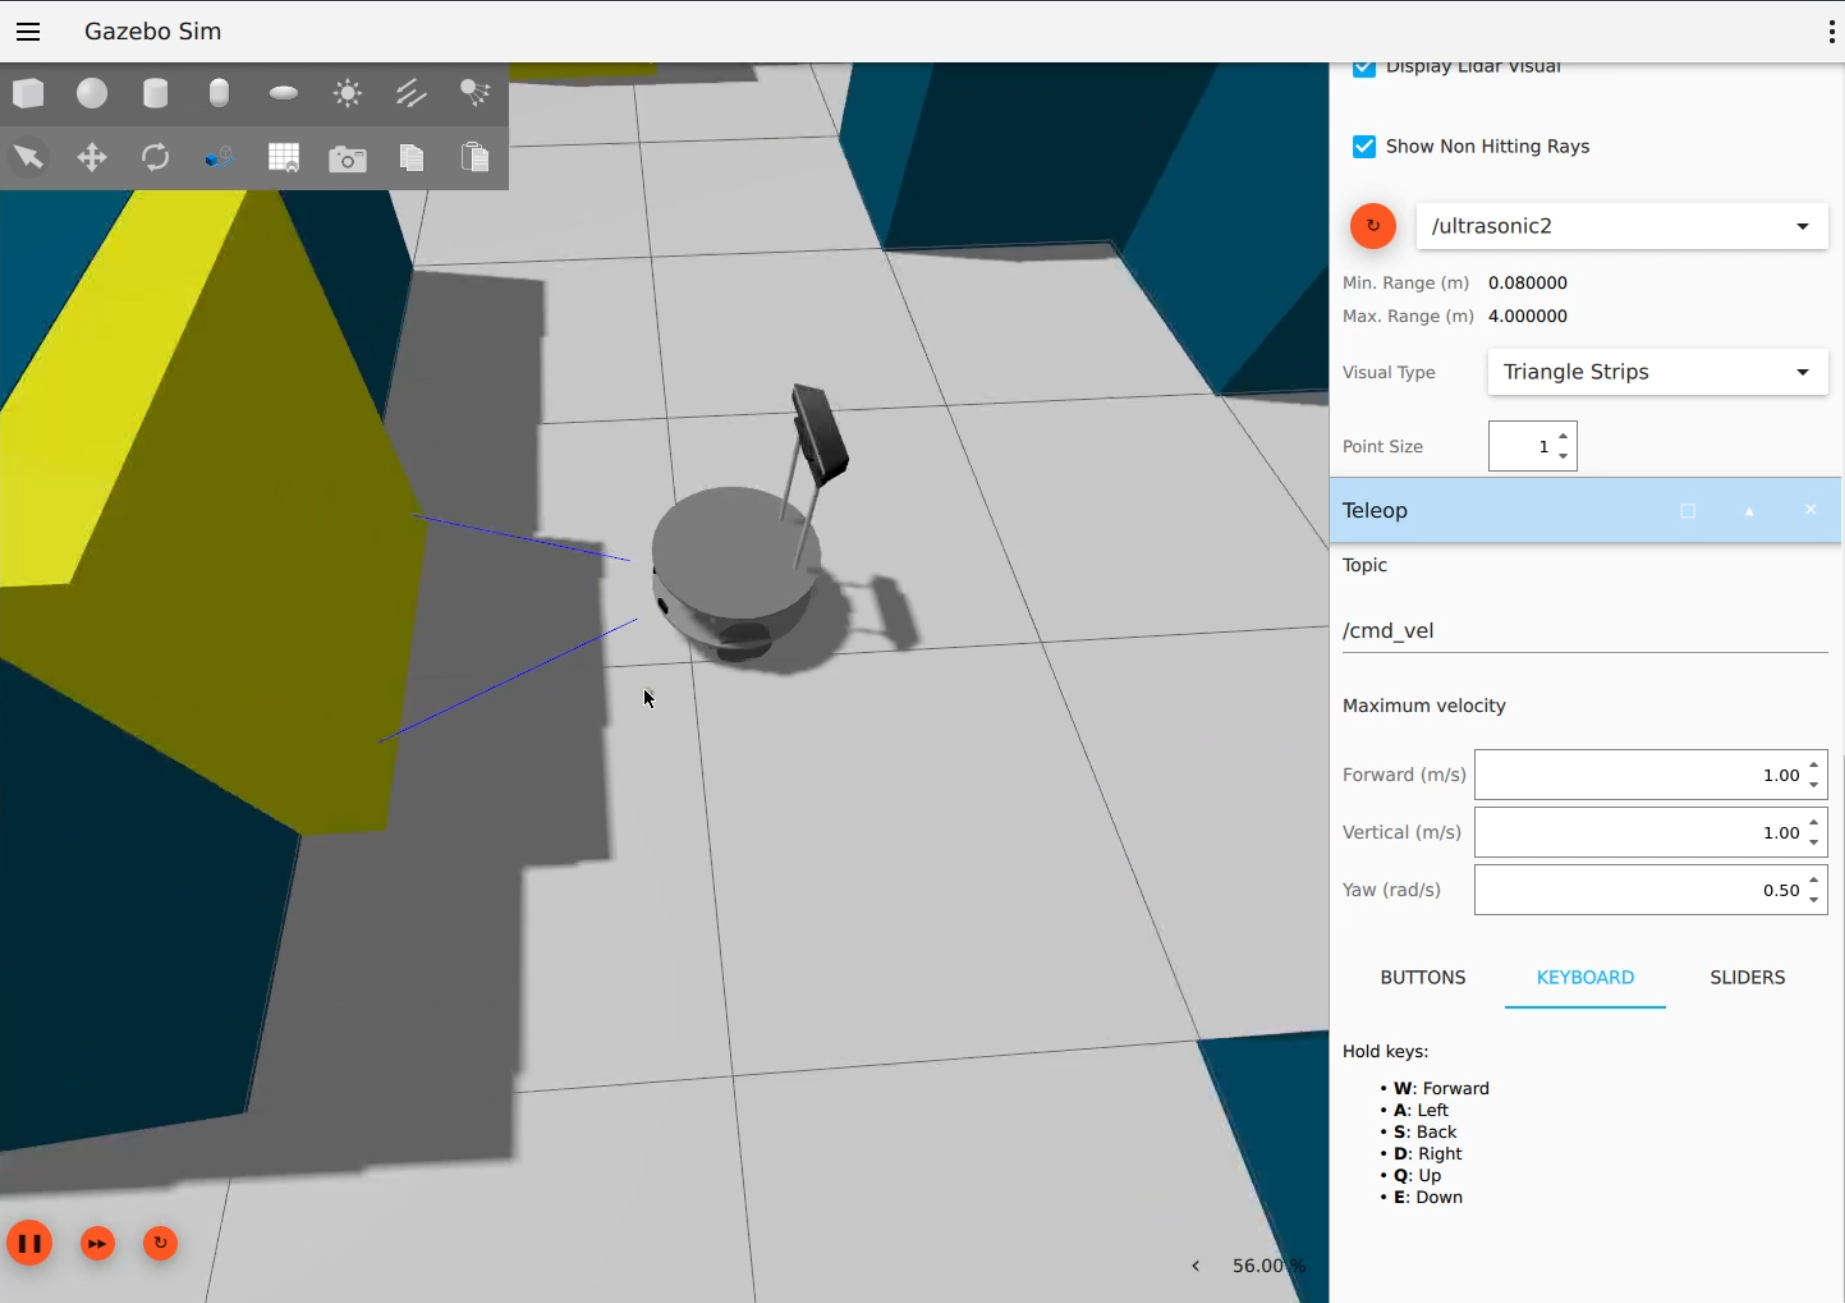 Gazebo Sim
Display Lidar Visual
Show Non Hitting Rays
/ultrasonic2
Min. Range (m) 0.080000
Max. Range (m) 4.000000
Visual Type Triangle Strips
Point Size 1
Teleop
Topic
/cmd_vel
Maximum velocity
Forward (m/s) 1.00
Vertical (m/s) 1.00
Yaw (rad/s) 0.50
BUTTONS KEYBOARD SLIDERS
Hold keys:
• W: Forward
• A: Left
• S: Back
• D: Right
• Q: Up
• E: Down
56.00 %